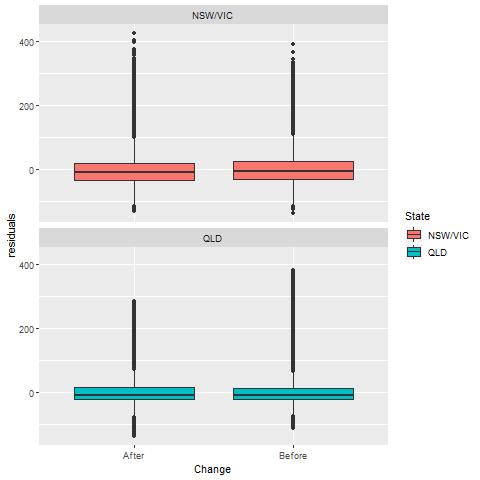 NSW/VIC
400
200
0
QLD
400
200
0
After
Before
Change
residuals
State
NSW/VIC
QLD